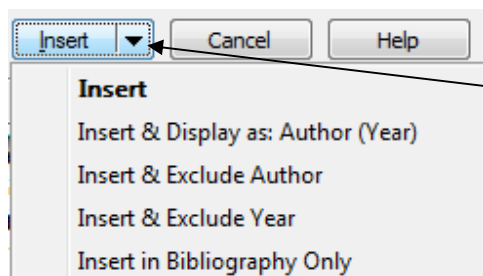 Insert Cancel Help
Insert
Insert & Display as: Author (Year)
Insert & Exclude Author
Insert & Exclude Year
Insert in Bibliography Only